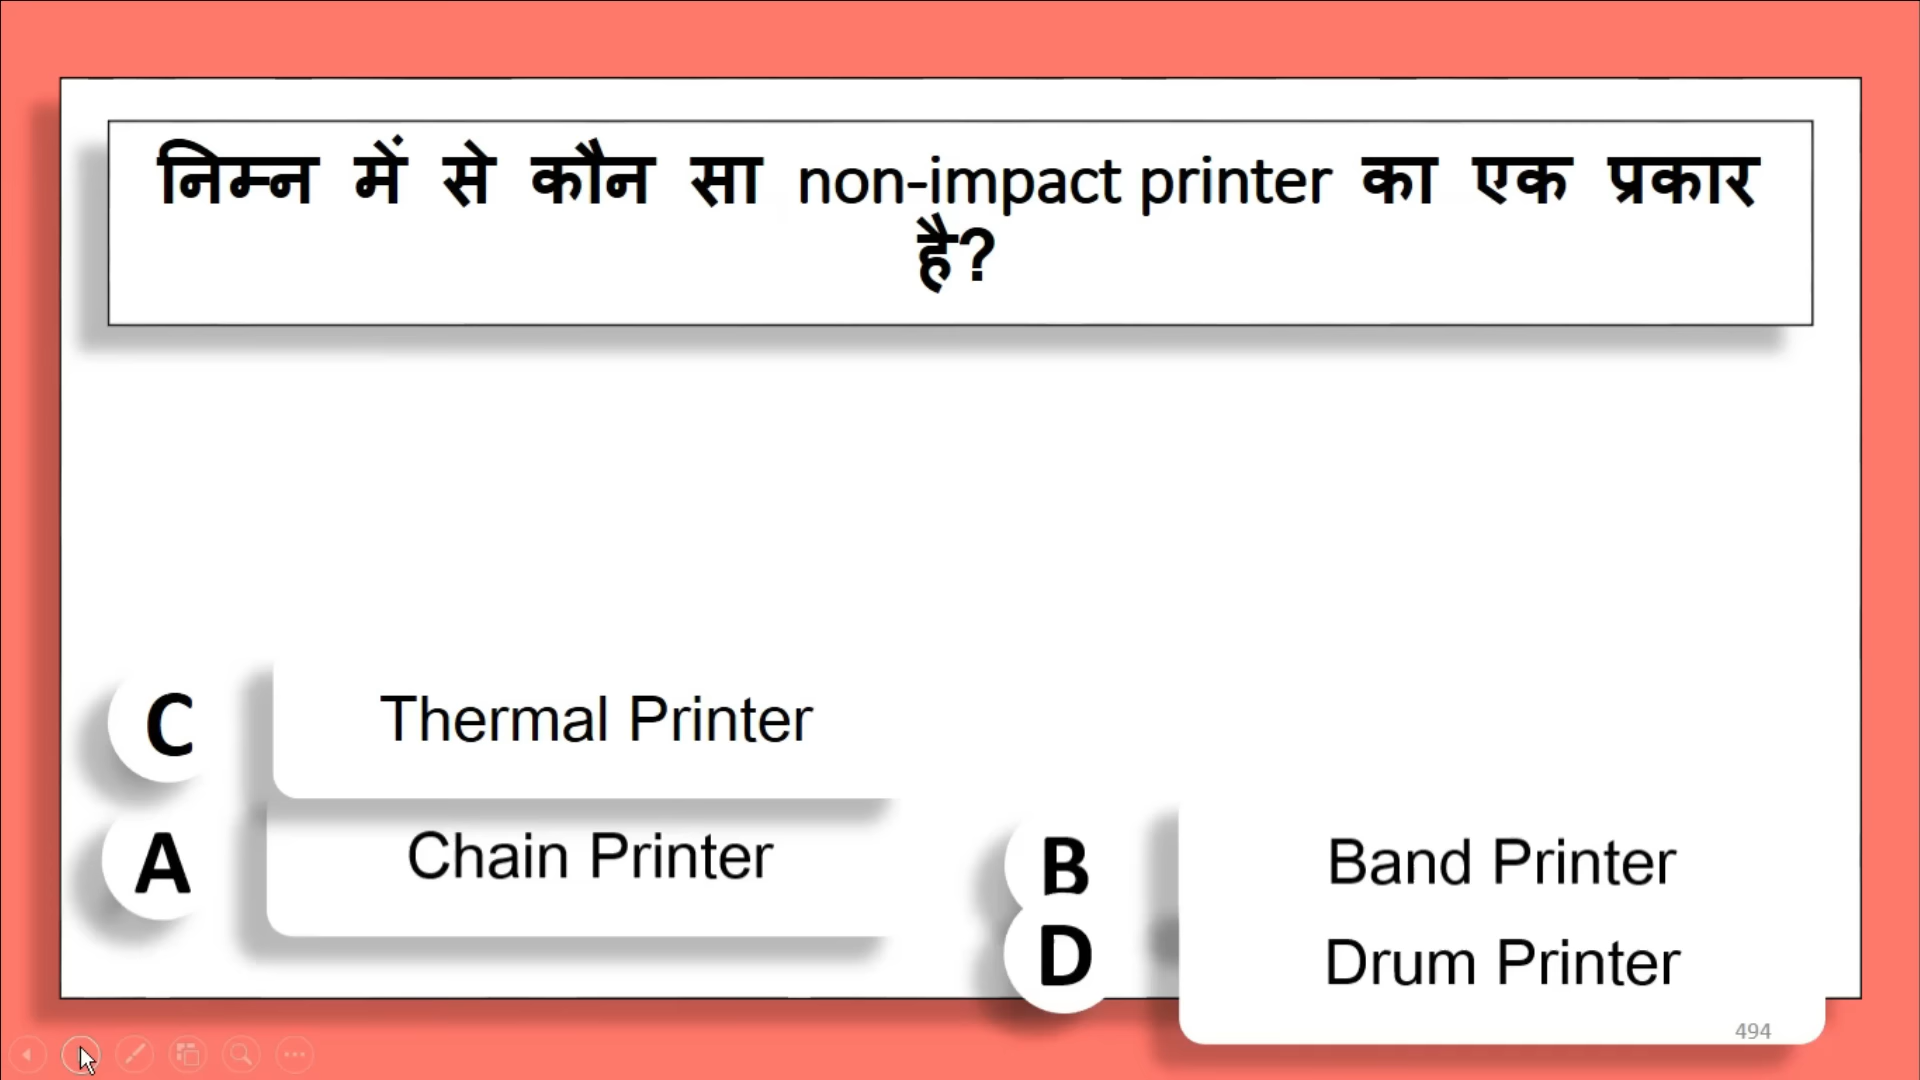 निम्न में से कौन सा non-impact printer का एक प्रकार
है?
C Thermal Printer
A Chain Printer
B Band Printer
D Drum Printer
494